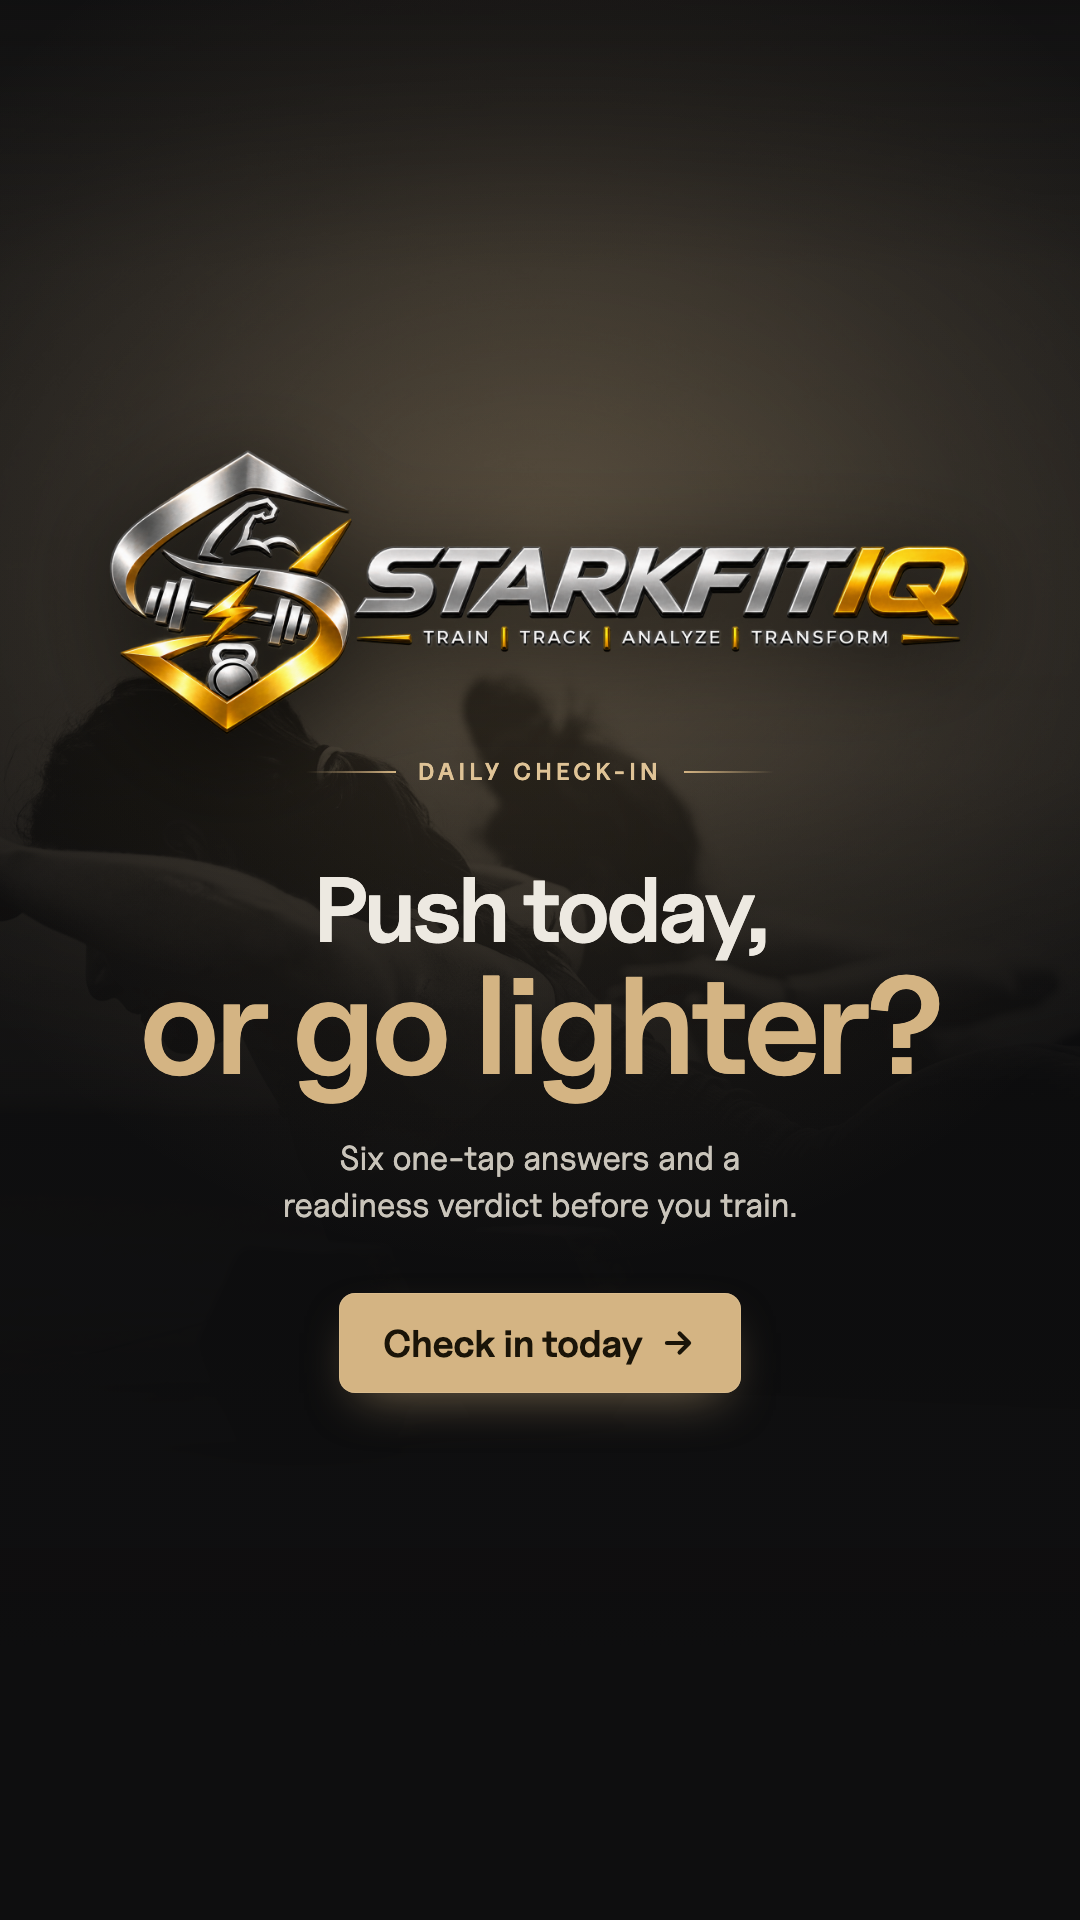 STARKFITIQ
TRAIN | TRACK | ANALYZE | TRANSFORM
DAILY CHECK-IN
Push today,
or go lighter?
Six one-tap answers and a
readiness verdict before you train.
Check in today →